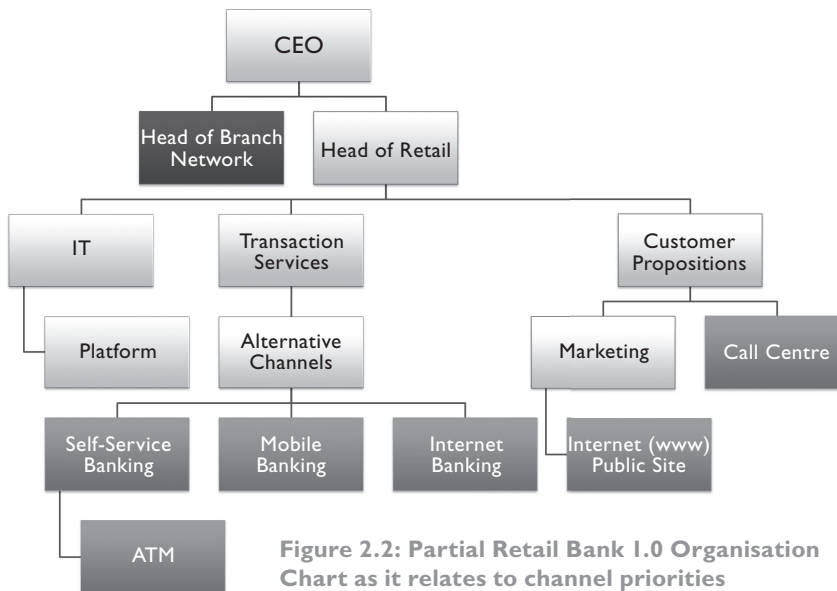 CEO
Head of Branch
Network
Head of Retail
IT
Transaction
Services
Customer
Propositions
Platform
Alternative
Channels
Marketing
Call Centre
Self-Service
Banking
Mobile
Banking
Internet
Banking
Internet (www)
Public Site
ATM
Figure 2.2: Partial Retail Bank 1.0 Organisation
Chart as it relates to channel priorities